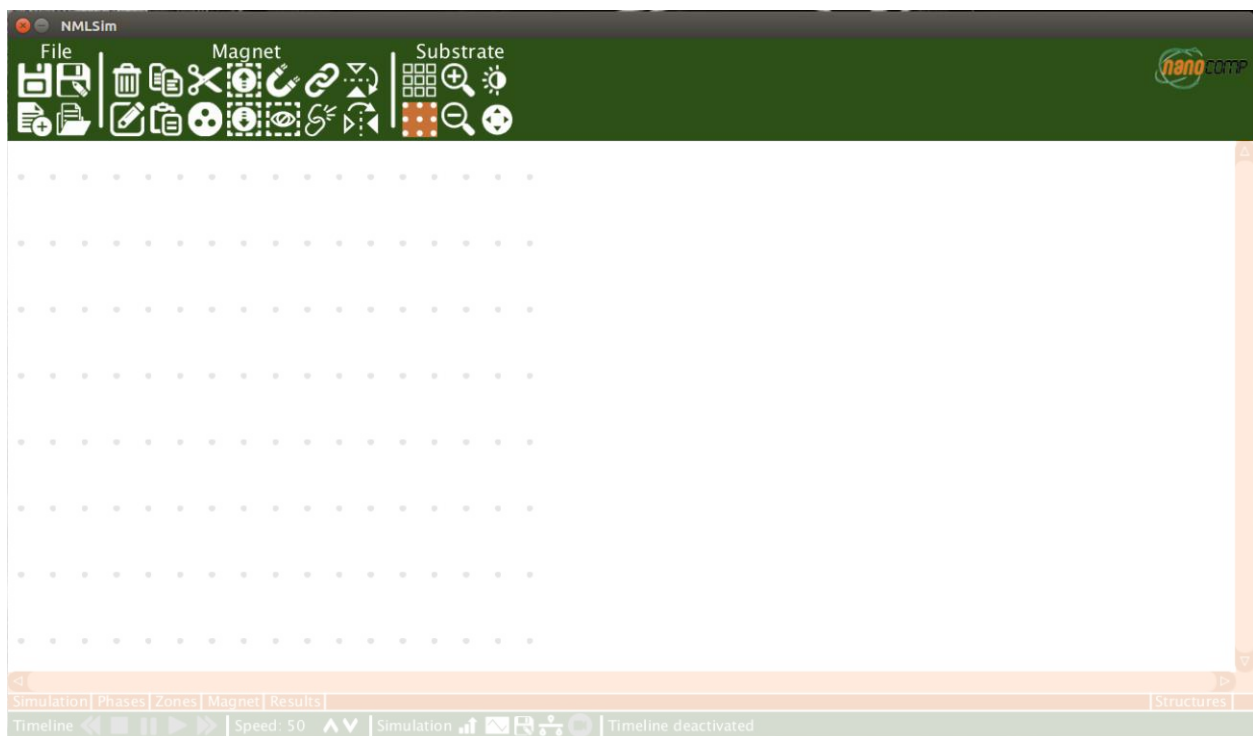 NMLSim
File Magnet Substrate
nanocomp
Simulation Phases Zones Magnet Results Structures
Timeline Speed: 50 Simulation Timeline deactivated